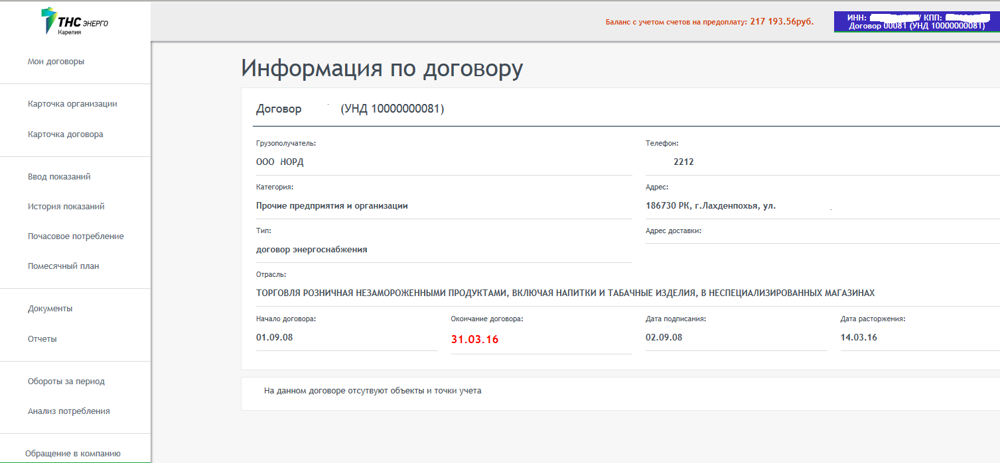 ТНС ЭНЕРГО
Карелия
Баланс с учетом счетов на предоплату: 217 193.56руб.
ИНН: / КПП:
Договор 00081 (УНД 10000000081)
Мои договоры
Карточка организации
Карточка договора
Ввод показаний
История показаний
Почасовое потребление
Помесячный план
Документы
Отчеты
Обороты за период
Анализ потребления
Обращение в компанию
Информация по договору
Договор (УНД 10000000081)
Грузополучатель:
ООО НОРД
Телефон:
2212
Категория:
Прочие предприятия и организации
Адрес:
186730 РК, г.Лахденпохья, ул.
Тип:
договор энергоснабжения
Адрес доставки:
Отрасль:
ТОРГОВЛЯ РОЗНИЧНАЯ НЕЗАМОРОЖЕННЫМИ ПРОДУКТАМИ, ВКЛЮЧАЯ НАПИТКИ И ТАБАЧНЫЕ ИЗДЕЛИЯ, В НЕСПЕЦИАЛИЗИРОВАННЫХ МАГАЗИНАХ
Начало договора:
01.09.08
Окончание договора:
31.03.16
Дата подписания:
02.09.08
Дата расторжения:
14.03.16
На данном договоре отсутвуют объекты и точки учета